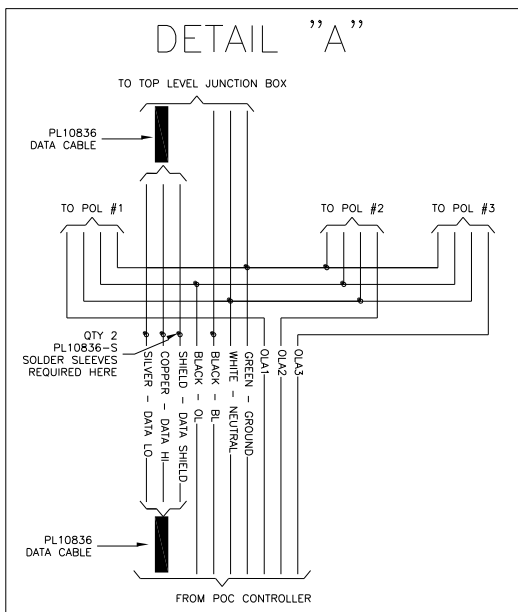 DETAIL "A"
TO TOP LEVEL JUNCTION BOX
PL10836
DATA CABLE
TO POL #1
TO POL #2
TO POL #3
QTY 2
PL10836-S
SOLDER SLEEVES
REQUIRED HERE
SILVER - DATA LO
COPPER - DATA HI
SHIELD - DATA SHIELD
BLACK - OL
BLACK - BL
WHITE - NEUTRAL
GREEN - GROUND
OLA1
OLA2
OLA3
PL10836
DATA CABLE
FROM POC CONTROLLER